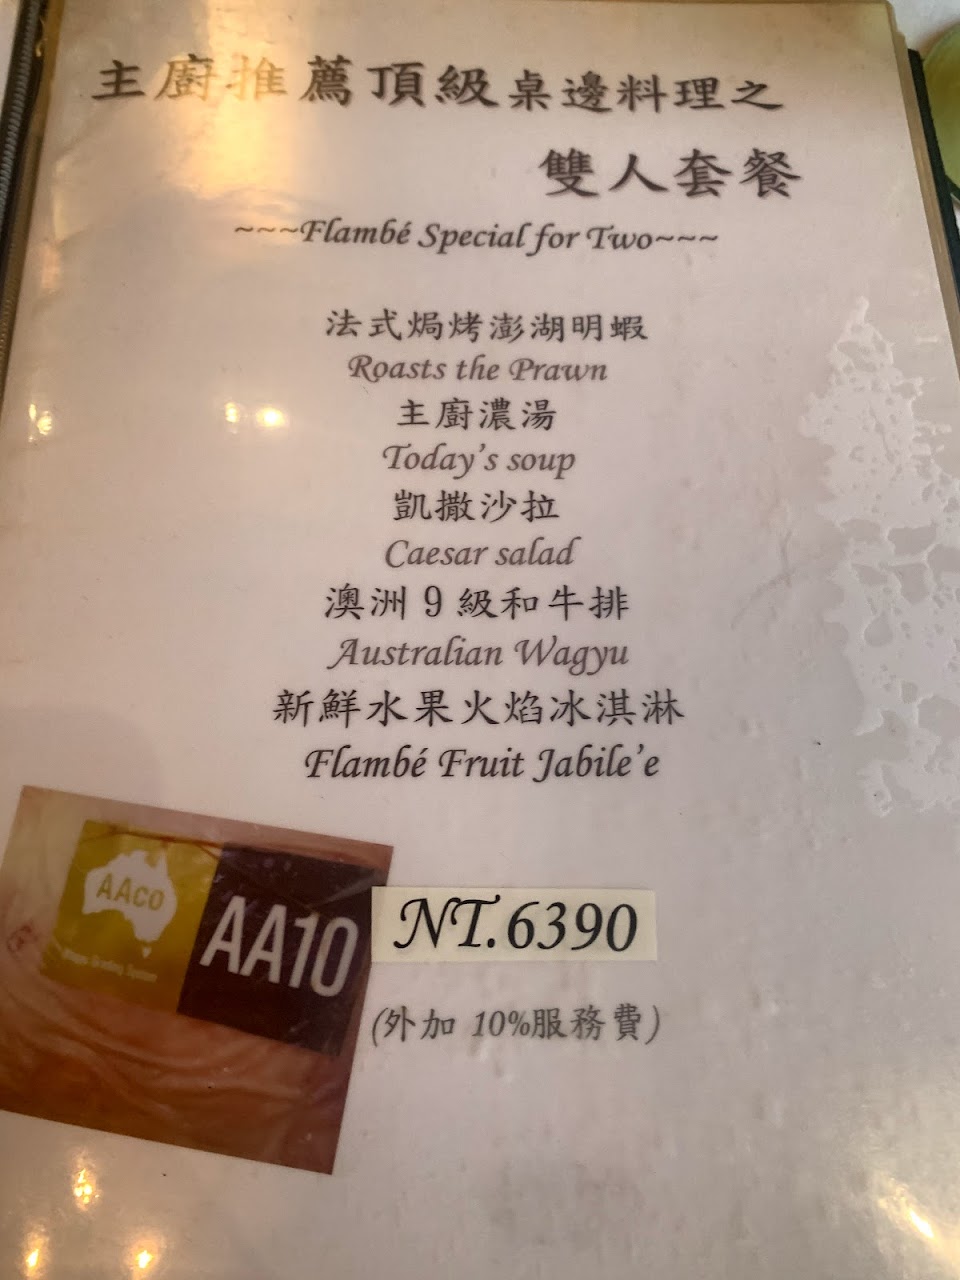 主廚推薦頂級桌邊料理之
雙人套餐
~~~Flambé Special for Two~~~
法式焗烤澎湖明蝦
Roasts the Prawn
主廚濃湯
Today's soup
凱撒沙拉
Caesar salad
澳洲9級和牛排
Australian Wagyu
新鮮水果火焰冰淇淋
Flambé Fruit Jabile'e
AAco
AA10
Grading System
NT.6390
(外加 10%服務費)